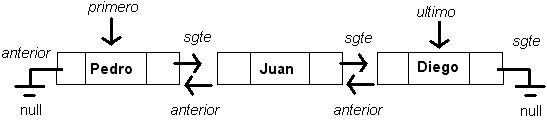 primero
ultimo
anterior
sgte
sgte
sgte
Pedro
Juan
Diego
anterior
anterior
null
null